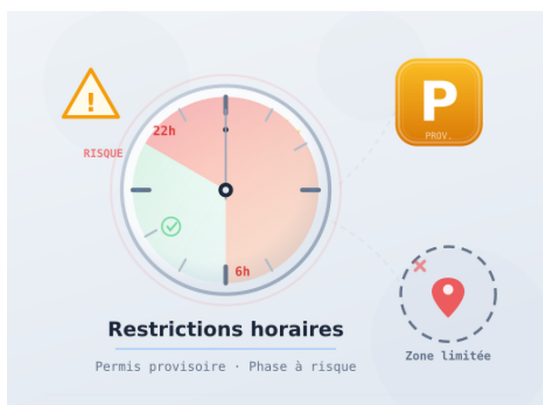 !
P
PROV.
22h
RISQUE
6h
Restrictions horaires
Permis provisoire · Phase à risque
Zone limitée